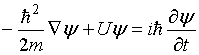 -ℏ²/2m ∇ψ + Uψ = iℏ ∂ψ/∂t